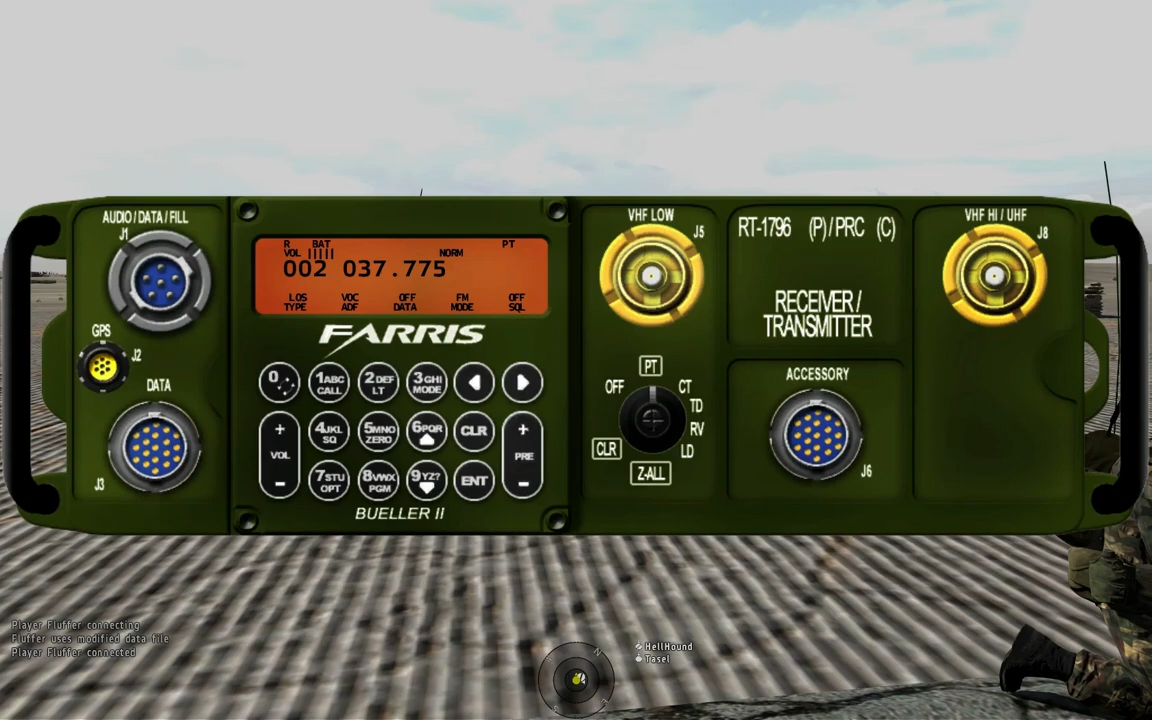 AUDIO / DATA / FILL
J1
GPS
J2
DATA
J3
R BAT PT
VOL NORM
002 037.775
LOS VOC OFF FM OFF
TYPE ADF DATA MODE SQL
FARRIS
0
1ABC CALL
2DEF LT
3GHI MODE
+ VOL -
4JKL SQ
5MNO ZERO
6PQR
CLR
+ PRE -
7STU OPT
8VWX PGM
9YZ?
ENT
BUELLER II
VHF LOW
J5
PT
OFF
CT
TD
RV
LD
CLR
Z-ALL
RT-1796 (P)/PRC (C)
RECEIVER /
TRANSMITTER
ACCESSORY
J6
VHF HI / UHF
J8
Player Fluffer connecting
Fluffer uses modified data file
Player Fluffer connected
N
HellHound
Tasel